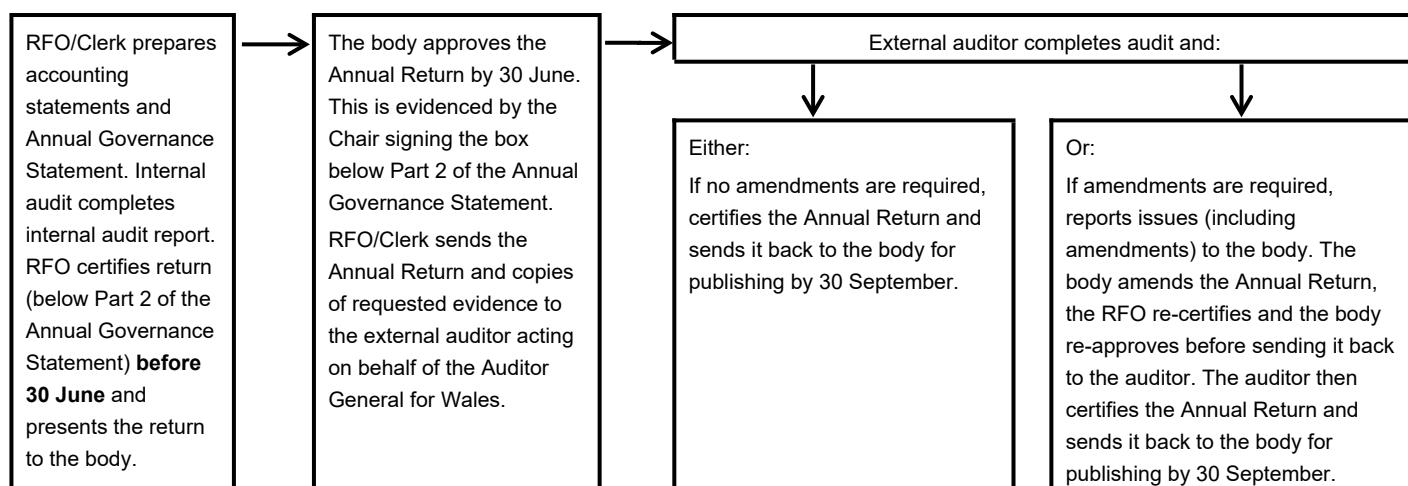 RFO/Clerk prepares
accounting
statements and
Annual Governance
Statement. Internal
audit completes
internal audit report.
RFO certifies return
(below Part 2 of the
Annual Governance
Statement) before
30 June and
presents the return
to the body.
The body approves the
Annual Return by 30 June.
This is evidenced by the
Chair signing the box
below Part 2 of the Annual
Governance Statement.
RFO/Clerk sends the
Annual Return and copies
of requested evidence to
the external auditor acting
on behalf of the Auditor
General for Wales.
External auditor completes audit and:
Either:
If no amendments are required,
certifies the Annual Return and
sends it back to the body for
publishing by 30 September.
Or:
If amendments are required,
reports issues (including
amendments) to the body. The
body amends the Annual Return,
the RFO re-certifies and the body
re-approves before sending it back
to the auditor. The auditor then
certifies the Annual Return and
sends it back to the body for
publishing by 30 September.